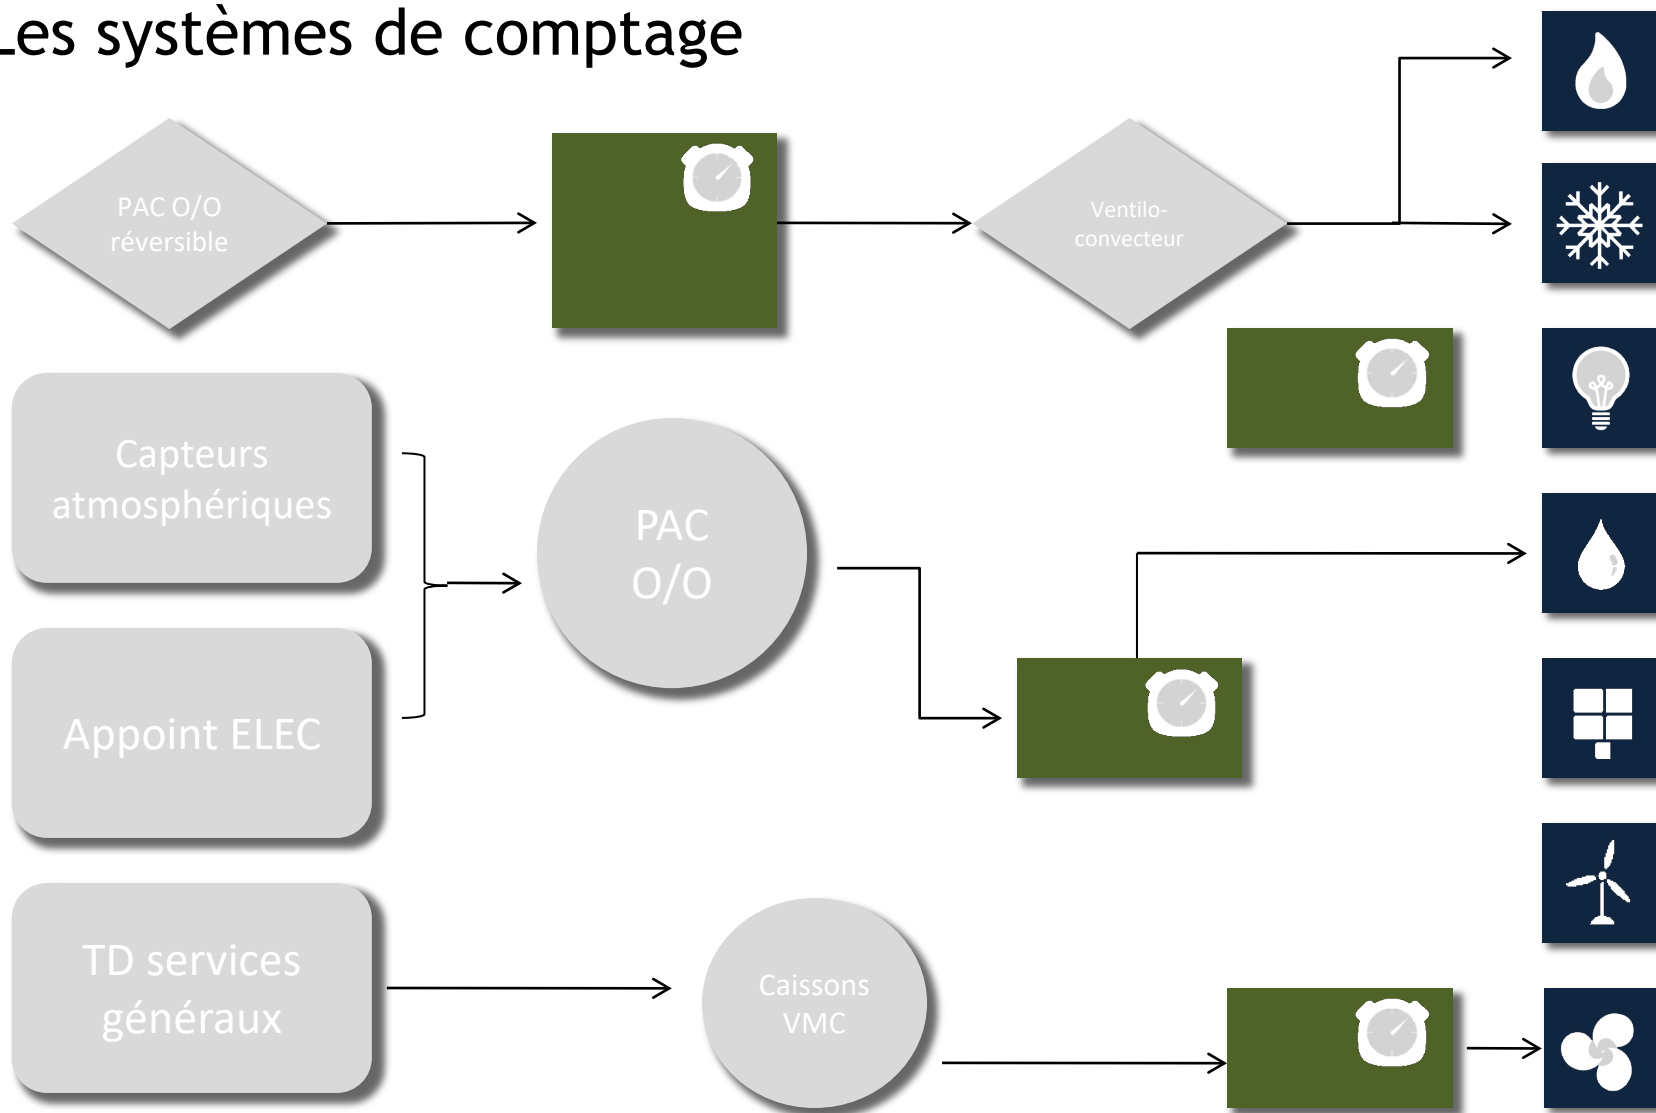 Les systèmes de comptage
PAC O/O
réversible
Ventilo-
convecteur
Capteurs
atmosphériques
PAC
O/O
Appoint ELEC
TD services
généraux
Caissons
VMC